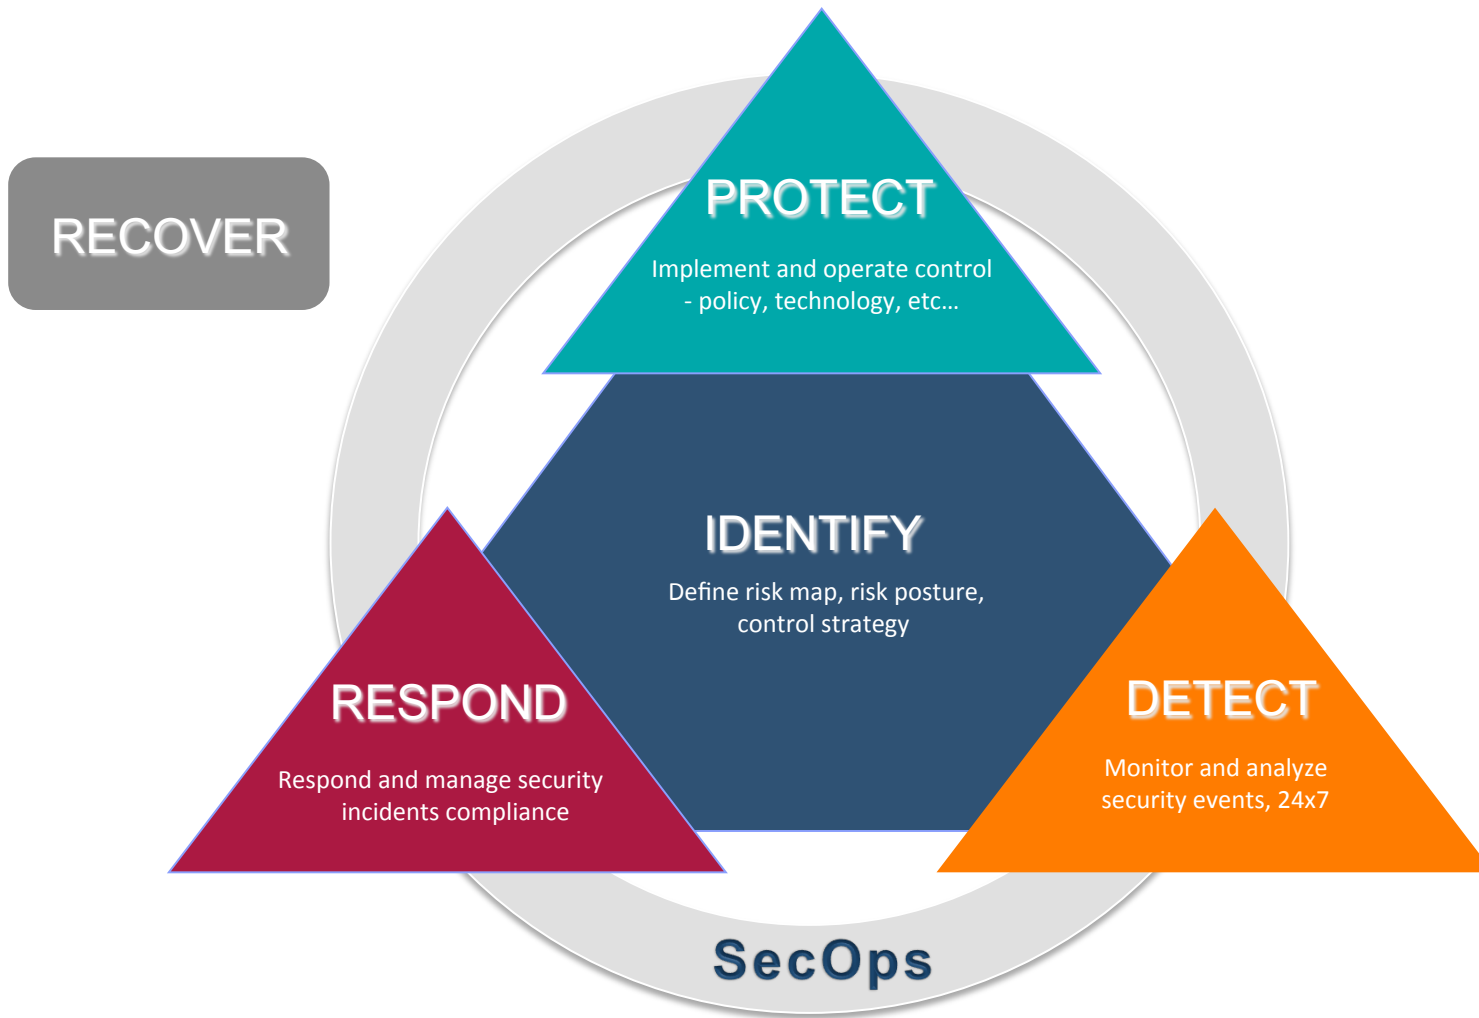 RECOVER
PROTECT
Implement and operate control
- policy, technology, etc...
IDENTIFY
Define risk map, risk posture,
control strategy
RESPOND
Respond and manage security
incidents compliance
DETECT
Monitor and analyze
security events, 24x7
SecOps